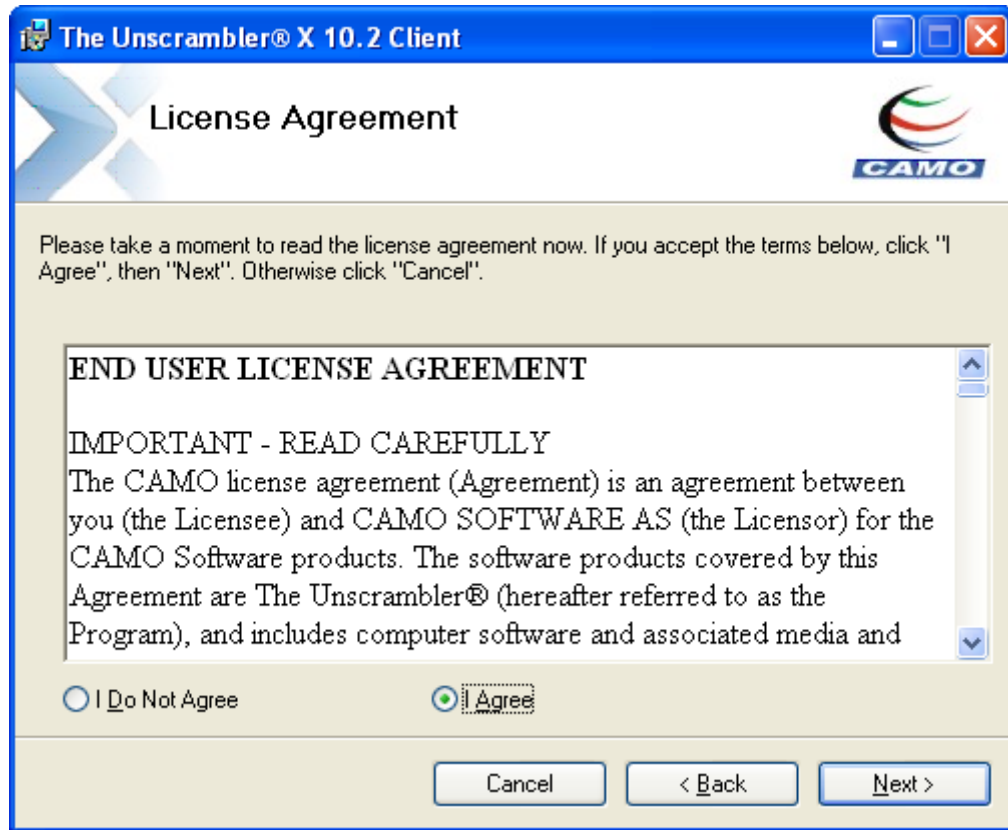 The Unscrambler® X 10.2 Client
License Agreement
CAMO
Please take a moment to read the license agreement now. If you accept the terms below, click "I
Agree", then "Next". Otherwise click "Cancel".
END USER LICENSE AGREEMENT
IMPORTANT - READ CAREFULLY
The CAMO license agreement (Agreement) is an agreement between
you (the Licensee) and CAMO SOFTWARE AS (the Licensor) for the
CAMO Software products. The software products covered by this
Agreement are The Unscrambler® (hereafter referred to as the
Program), and includes computer software and associated media and
I Do Not Agree
I Agree
Cancel
< Back
Next >